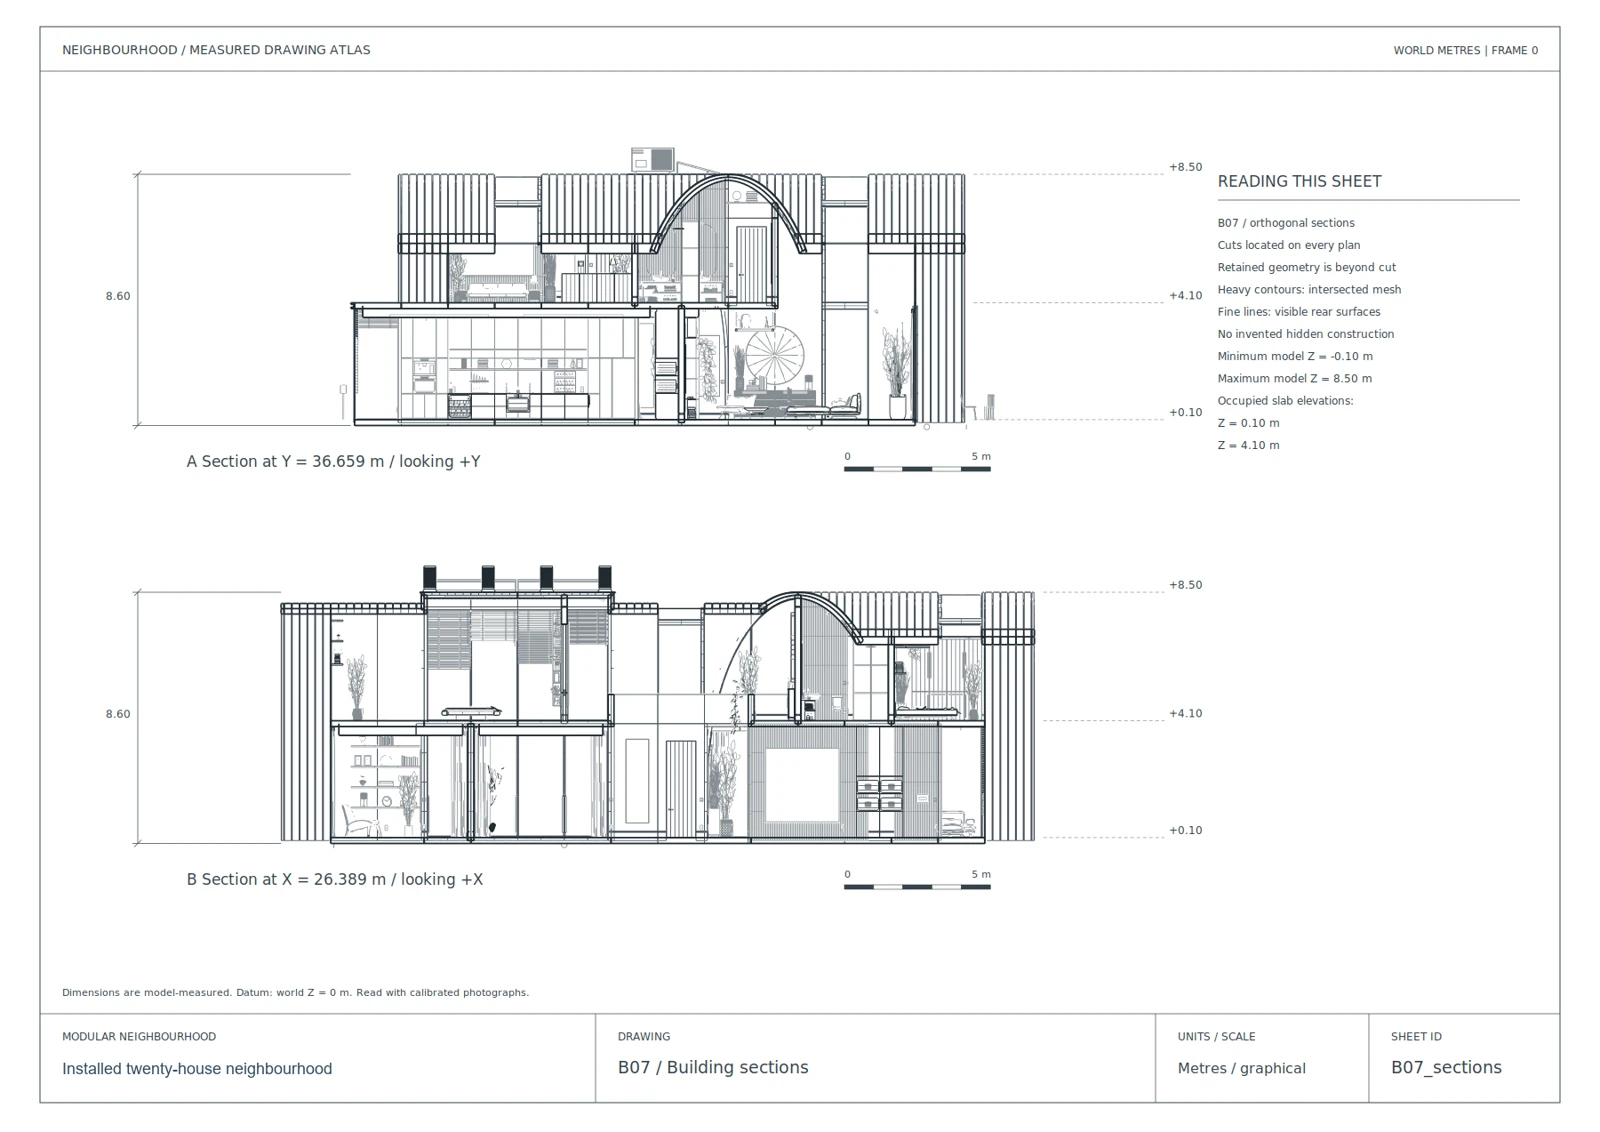 NEIGHBOURHOOD / MEASURED DRAWING ATLAS
WORLD METRES | FRAME 0
+8.50
8.60
+4.10
+0.10
READING THIS SHEET
B07 / orthogonal sections
Cuts located on every plan
Retained geometry is beyond cut
Heavy contours: intersected mesh
Fine lines: visible rear surfaces
No invented hidden construction
Minimum model Z = -0.10 m
Maximum model Z = 8.50 m
Occupied slab elevations:
Z = 0.10 m
Z = 4.10 m
A Section at Y = 36.659 m / looking +Y
0 5 m
+8.50
8.60
+4.10
+0.10
B Section at X = 26.389 m / looking +X
0 5 m
Dimensions are model-measured. Datum: world Z = 0 m. Read with calibrated photographs.
MODULAR NEIGHBOURHOOD
Installed twenty-house neighbourhood
DRAWING
B07 / Building sections
UNITS / SCALE
Metres / graphical
SHEET ID
B07_sections